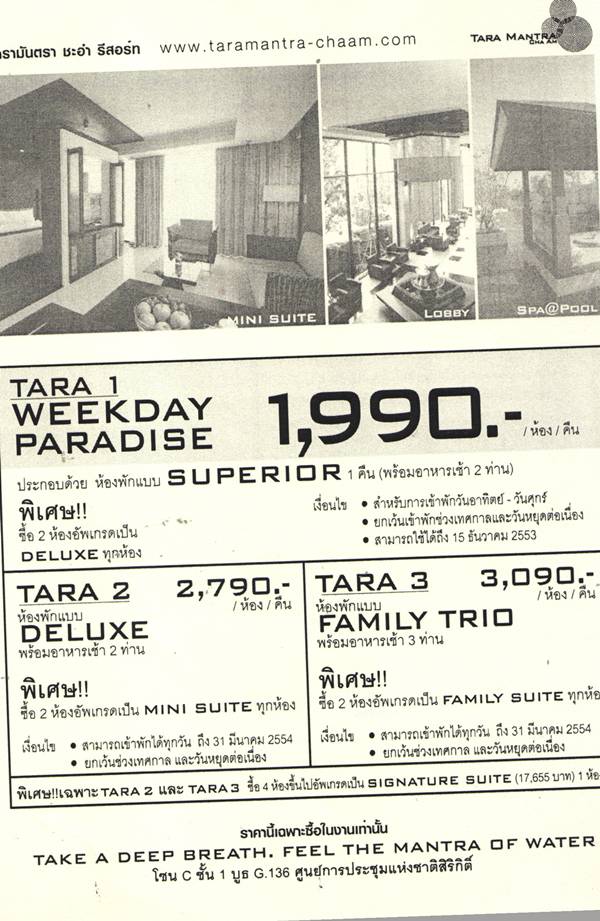 ธรามันตรา ชะอำ รีสอร์ท www.taramantra-chaam.com
TARA MANTRA
CHA AM
MINI SUITE
LOBBY
SPA@POOL
TARA 1
WEEKDAY
PARADISE
1,990.-
/ ห้อง / คืน
ประกอบด้วย ห้องพักแบบ SUPERIOR 1 คืน (พร้อมอาหารเช้า 2 ท่าน)
พิเศษ!!
ซื้อ 2 ห้องอัพเกรดเป็น
DELUXE ทุกห้อง
เงื่อนไข • สำหรับการเข้าพักวันอาทิตย์ - วันศุกร์
• ยกเว้นเข้าพักช่วงเทศกาลและวันหยุดต่อเนื่อง
• สามารถใช้ได้ถึง 15 ธันวาคม 2553
TARA 2 2,790.-
/ ห้อง / คืน
ห้องพักแบบ
DELUXE
พร้อมอาหารเช้า 2 ท่าน
พิเศษ!!
ซื้อ 2 ห้องอัพเกรดเป็น MINI SUITE ทุกห้อง
เงื่อนไข • สามารถเข้าพักได้ทุกวัน ถึง 31 มีนาคม 2554
• ยกเว้นช่วงเทศกาล และวันหยุดต่อเนื่อง
TARA 3 3,090.-
/ ห้อง / คืน
ห้องพักแบบ
FAMILY TRIO
พร้อมอาหารเช้า 3 ท่าน
พิเศษ!!
ซื้อ 2 ห้องอัพเกรดเป็น FAMILY SUITE ทุกห้อ
เงื่อนไข • สามารถเข้าพักได้ทุกวัน ถึง 31 มีนาคม 2554
• ยกเว้นช่วงเทศกาล และวันหยุดต่อเนื่อง
พิเศษ!!เฉพาะ TARA 2 และ TARA 3 ซื้อ 4 ห้องขึ้นไปอัพเกรดเป็น SIGNATURE SUITE (17,655 บาท) 1 ห้อ
ราคานี้เฉพาะซื้อในงานเท่านั้น
TAKE A DEEP BREATH. FEEL THE MANTRA OF WATER
โซน C ชั้น 1 บูธ G.136 ศูนย์การประชุมแห่งชาติสิริกิติ์